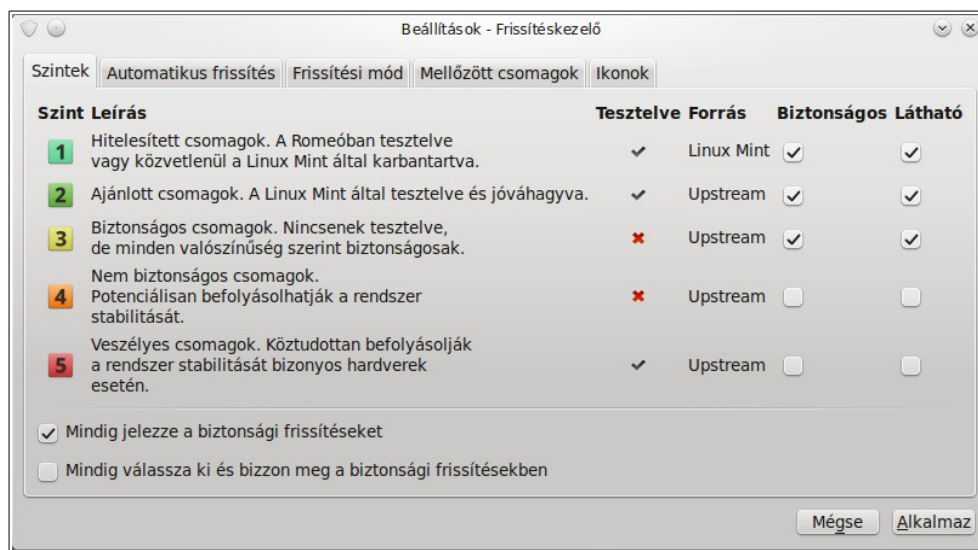 Beállítások - Frissítéskezelő
Szintek Automatikus frissítés Frissítési mód Mellőzött csomagok Ikonok
Szint Leírás Tesztelve Forrás Biztonságos Látható
1 Hitelesített csomagok. A Romeóban tesztelve
vagy közvetlenül a Linux Mint által karbantartva. Linux Mint
2 Ajánlott csomagok. A Linux Mint által tesztelve és jóváhagyva. Upstream
3 Biztonságos csomagok. Nincsenek tesztelve,
de minden valószínűség szerint biztonságosak. Upstream
Nem biztonságos csomagok.
4 Potenciálisan befolyásolhatják a rendszer Upstream
stabilitását.
Veszélyes csomagok. Köztudottan befolyásolják
5 a rendszer stabilitását bizonyos hardverek Upstream
esetén.
Mindig jelezze a biztonsági frissítéseket
Mindig válassza ki és bizzon meg a biztonsági frissítésekben
Mégse Alkalmaz